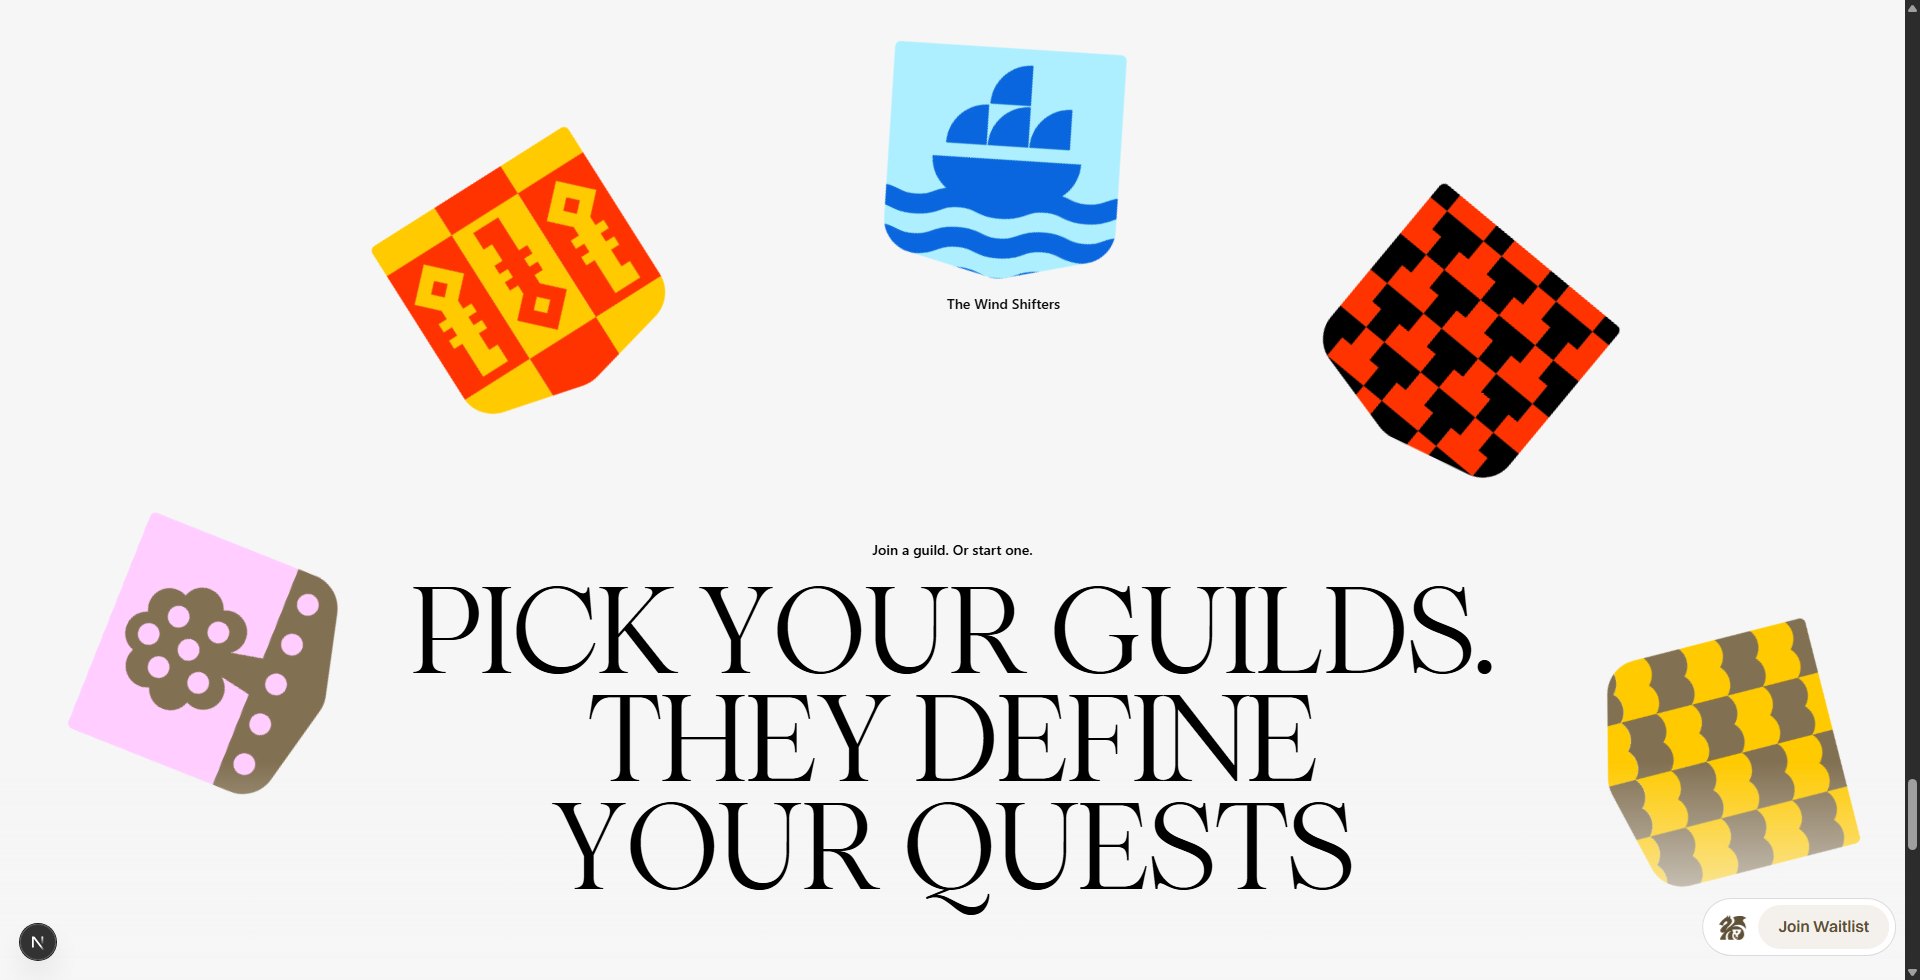 The Wind Shifters
Join a guild. Or start one.
PICK YOUR GUILDS.
THEY DEFINE
YOUR QUESTS
N
Join Waitlist